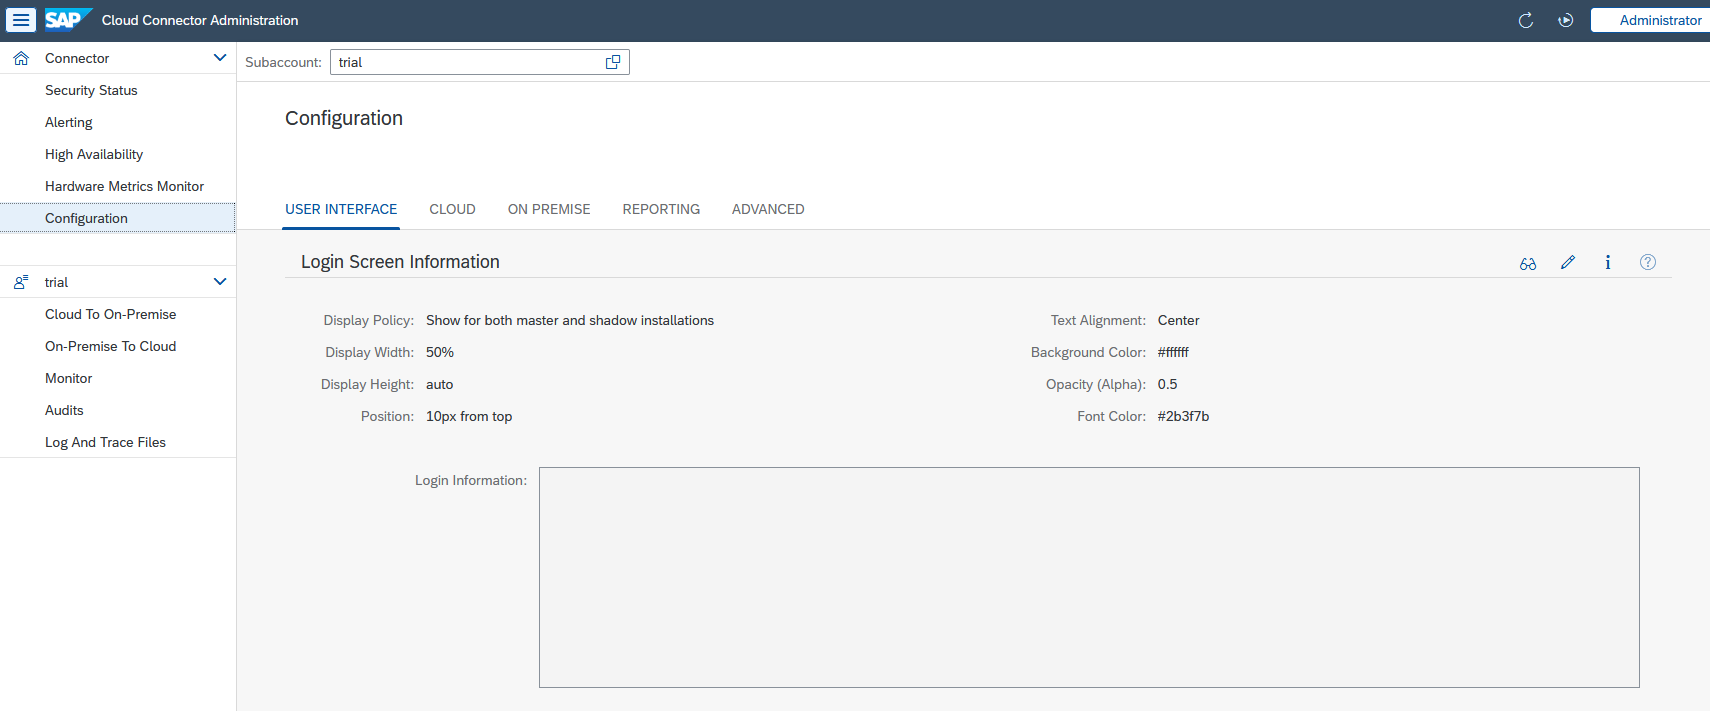 SAP Cloud Connector Administration
Administrator
Connector
Security Status
Alerting
High Availability
Hardware Metrics Monitor
Configuration
trial
Cloud To On-Premise
On-Premise To Cloud
Monitor
Audits
Log And Trace Files
Subaccount: trial
Configuration
USER INTERFACE CLOUD ON PREMISE REPORTING ADVANCED
Login Screen Information
Display Policy: Show for both master and shadow installations
Display Width: 50%
Display Height: auto
Position: 10px from top
Text Alignment: Center
Background Color: #ffffff
Opacity (Alpha): 0.5
Font Color: #2b3f7b
Login Information: